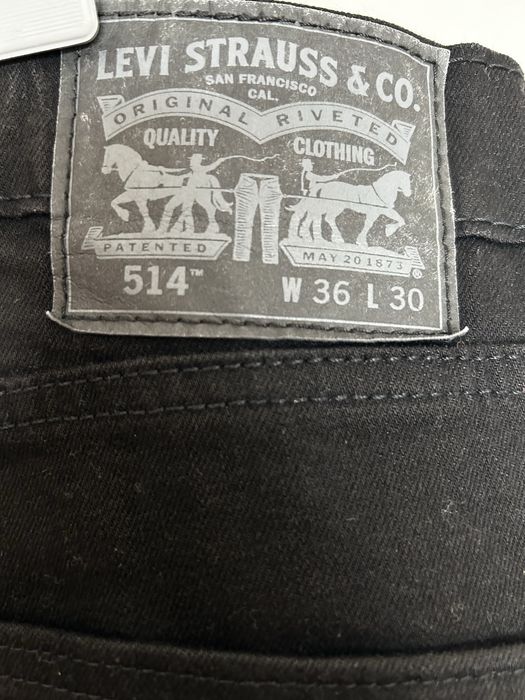 LEVI STRAUSS & CO.
SAN FRANCISCO
CAL.
ORIGINAL RIVETED
QUALITY CLOTHING
PATENTED MAY 20 1873 ®
514™ W 36 L 30